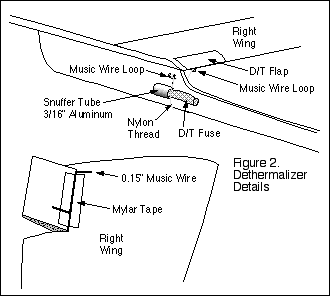 Right
Wing
Music Wire Loop
D/T Flap
Music Wire Loop
Snuffer Tube
3/16" Aluminum
Nylon
Thread
D/T Fuse
Figure 2.
Dethermalizer
Details
0.15" Music Wire
Mylar Tape
Right
Wing